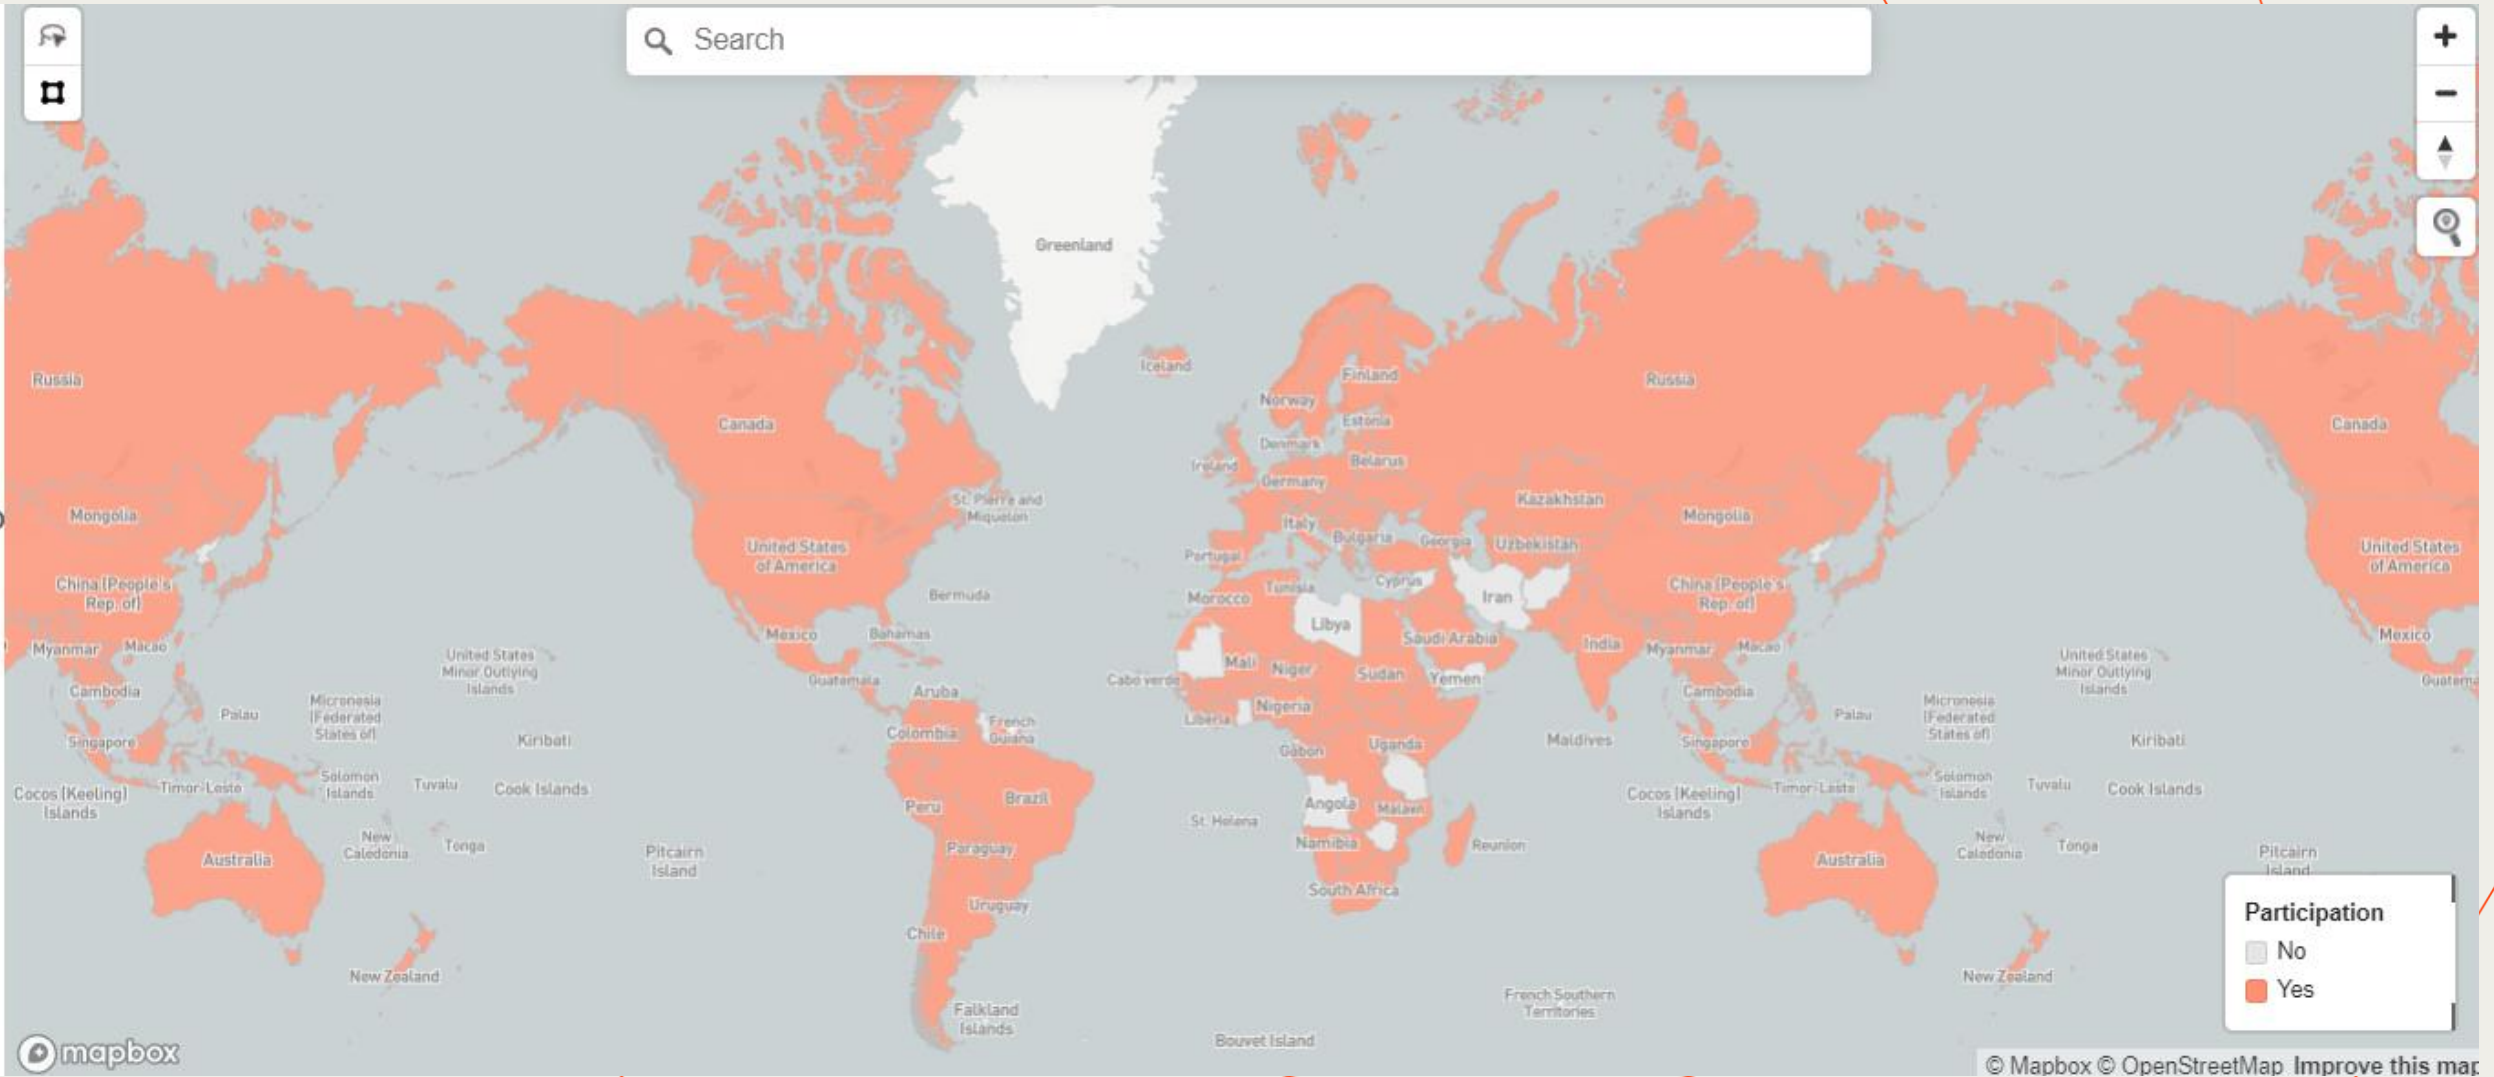 Search
Greenland
Iceland
Russia
Finland
Russia
Norway
Canada
Estonia
Canada
Denmark
Belarus
Ireland
Germany
St. Pierre and
Miquelon
Kazakhstan
Mongolia
Mongolia
Italy
Bulgaria
Georgia
Uzbekistan
United States
of America
United States
of America
Portugal
China (People's
Rep. of)
Tunisia
Cyprus
China (People's
Rep. of)
Bermuda
Morocco
Iran
Libya
Mexico
Bahamas
Saudi Arabia
Mexico
Myanmar
Macao
India
Myanmar
Macao
United States
Minor Outlying
Islands
United States
Minor Outlying
Islands
Mali
Niger
Sudan
Yemen
Guatemala
Cabo verde
Guatema
Cambodia
Aruba
Cambodia
Micronesia
(Federated
States of)
Micronesia
(Federated
States of)
Palau
Nigeria
Palau
Liberia
French
Guiana
Colombia
Singapore
Kiribati
Gabon
Uganda
Maldives
Singapore
Kiribati
Solomon
Islands
Solomon
Islands
Timor-Leste
Tuvalu
Cook Islands
Timor-Leste
Tuvalu
Cook Islands
Cocos (Keeling)
Islands
Cocos (Keeling)
Islands
Peru
Brazil
Angola
Malawi
St. Helena
New
Caledonia
Tonga
Namibia
Reunion
New
Caledonia
Tonga
Pitcairn
Island
Paraguay
Pitcairn
Island
Australia
Australia
South Africa
Uruguay
Chile
New Zealand
New Zealand
French Southern
Territories
Falkland
Islands
Bouvet Island
Participation
No
Yes
mapbox
© Mapbox © OpenStreetMap Improve this map